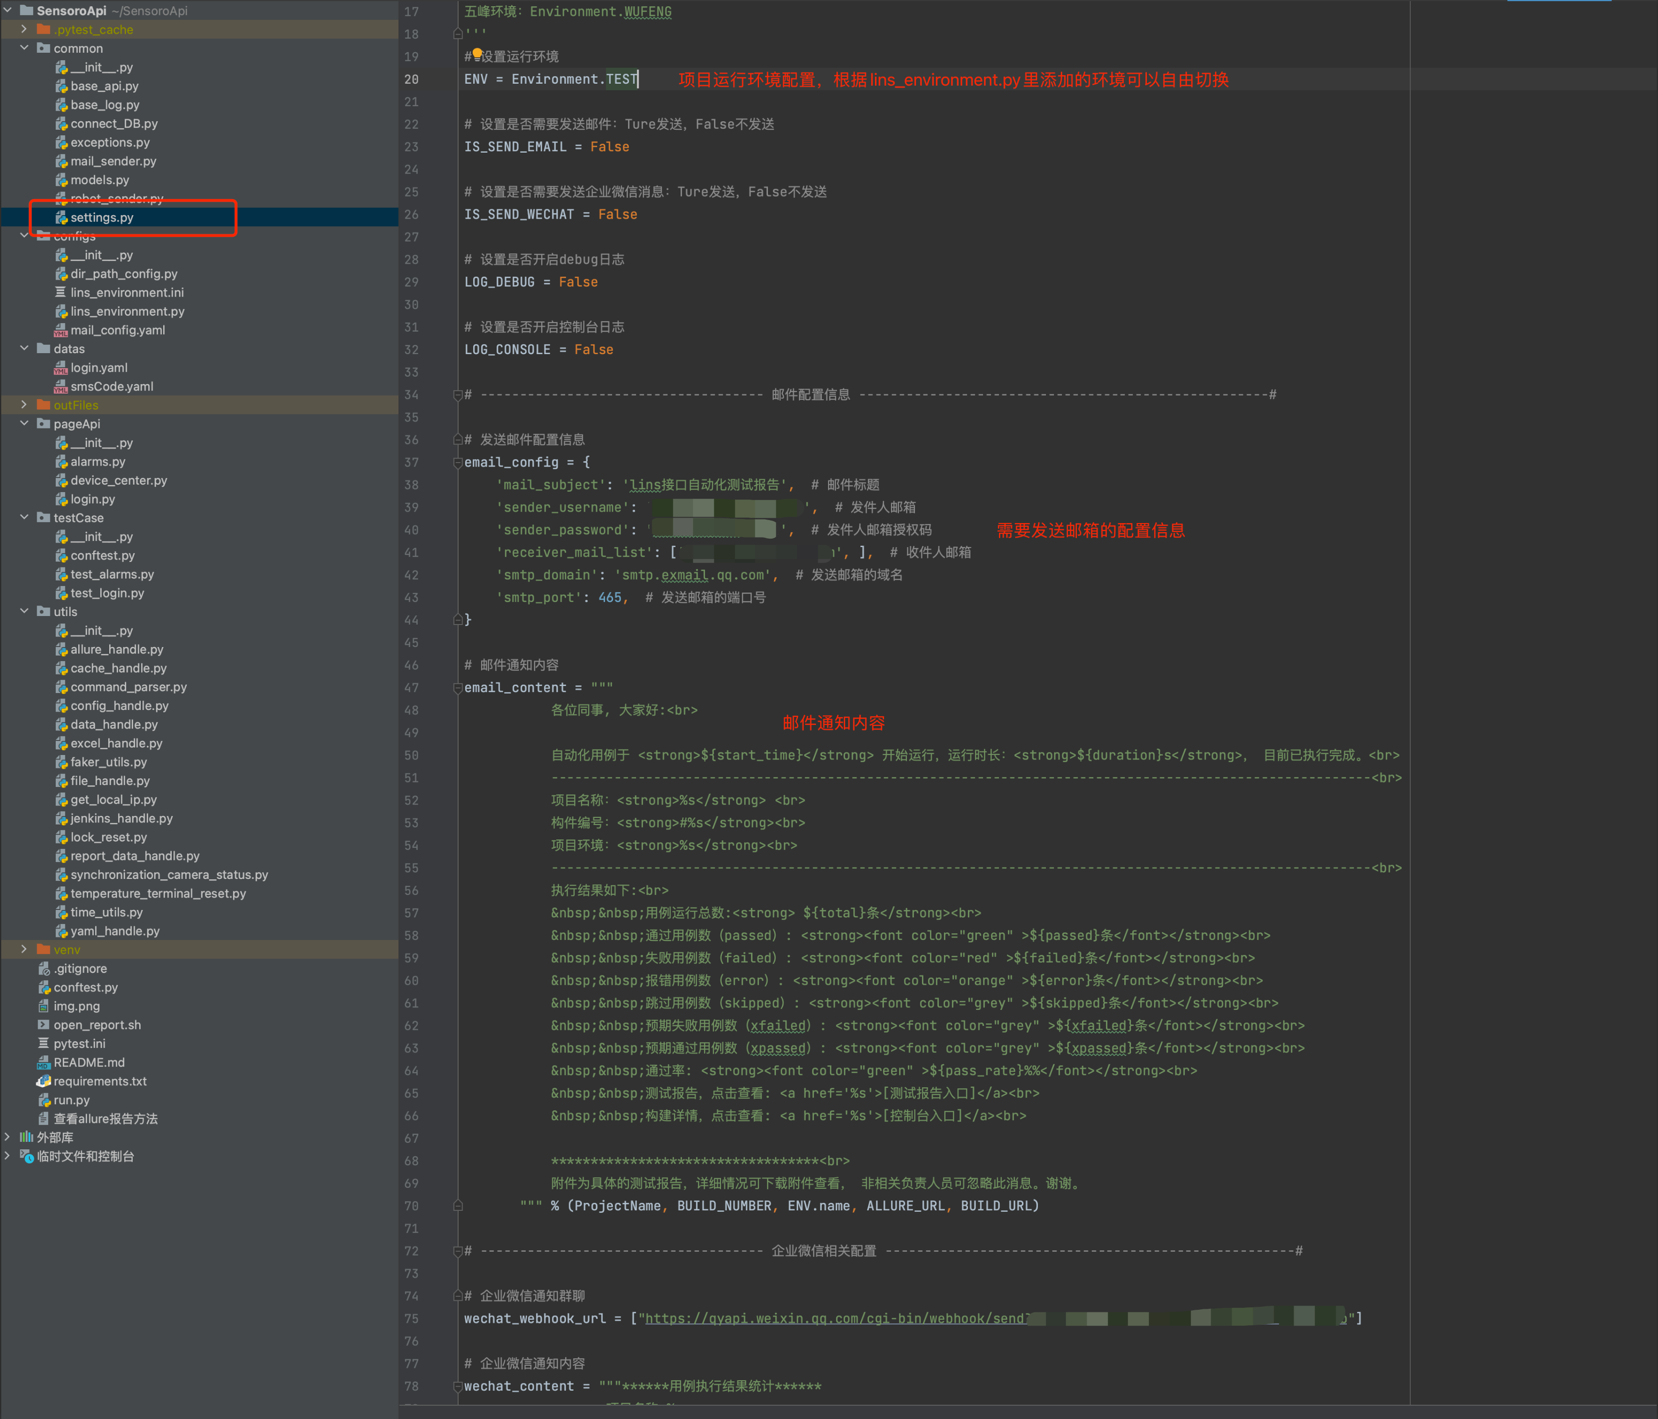 SensoroApi ~/SensoroApi
.pytest_cache
common
__init__.py
base_api.py
base_log.py
connect_DB.py
exceptions.py
mail_sender.py
models.py
robot_sender.py
settings.py
configs
__init__.py
dir_path_config.py
lins_environment.ini
lins_environment.py
mail_config.yaml
datas
login.yaml
smsCode.yaml
outFiles
pageApi
__init__.py
alarms.py
device_center.py
login.py
testCase
__init__.py
conftest.py
test_alarms.py
test_login.py
utils
__init__.py
allure_handle.py
cache_handle.py
command_parser.py
config_handle.py
data_handle.py
excel_handle.py
faker_utils.py
file_handle.py
get_local_ip.py
jenkins_handle.py
lock_reset.py
report_data_handle.py
synchronization_camera_status.py
temperature_terminal_reset.py
time_utils.py
yaml_handle.py
venv
.gitignore
conftest.py
img.png
open_report.sh
pytest.ini
README.md
requirements.txt
run.py
查看allure报告方法
外部库
临时文件和控制台
17 五峰环境：Environment.WUFENG
18 '''
19 # 设置运行环境
20 ENV = Environment.TEST 项目运行环境配置，根据lins_environment.py里添加的环境可以自由切换
21
22 # 设置是否需要发送邮件：Ture发送，False不发送
23 IS_SEND_EMAIL = False
24
25 # 设置是否需要发送企业微信消息：Ture发送，False不发送
26 IS_SEND_WECHAT = False
27
28 # 设置是否开启debug日志
29 LOG_DEBUG = False
30
31 # 设置是否开启控制台日志
32 LOG_CONSOLE = False
33
34 # ------------------------------------ 邮件配置信息 ----------------------------------------------------#
35
36 # 发送邮件配置信息
37 email_config = {
38 'mail_subject': 'lins接口自动化测试报告', # 邮件标题
39 'sender_username': ', # 发件人邮箱
40 'sender_password': ' ', # 发件人邮箱授权码 需要发送邮箱的配置信息
41 'receiver_mail_list': [' ', ], # 收件人邮箱
42 'smtp_domain': 'smtp.exmail.qq.com', # 发送邮箱的域名
43 'smtp_port': 465, # 发送邮箱的端口号
44 }
45
46 # 邮件通知内容
47 email_content = """
48 各位同事, 大家好:<br>
邮件通知内容
49
50 自动化用例于 <strong>${start_time}</strong> 开始运行，运行时长：<strong>${duration}s</strong>， 目前已执行完成。<br>
51 --------------------------------------------------------------------------------------------------------<br>
52 项目名称：<strong>%s</strong> <br>
53 构件编号：<strong>#%s</strong><br>
54 项目环境：<strong>%s</strong><br>
55 --------------------------------------------------------------------------------------------------------<br>
56 执行结果如下:<br>
57 &nbsp;&nbsp;用例运行总数:<strong> ${total}条</strong><br>
58 &nbsp;&nbsp;通过用例数（passed）: <strong><font color="green" >${passed}条</font></strong><br>
59 &nbsp;&nbsp;失败用例数（failed）: <strong><font color="red" >${failed}条</font></strong><br>
60 &nbsp;&nbsp;报错用例数（error）: <strong><font color="orange" >${error}条</font></strong><br>
61 &nbsp;&nbsp;跳过用例数（skipped）: <strong><font color="grey" >${skipped}条</font></strong><br>
62 &nbsp;&nbsp;预期失败用例数（xfailed）: <strong><font color="grey" >${xfailed}条</font></strong><br>
63 &nbsp;&nbsp;预期通过用例数（xpassed）: <strong><font color="grey" >${xpassed}条</font></strong><br>
64 &nbsp;&nbsp;通过率: <strong><font color="green" >${pass_rate}%%</font></strong><br>
65 &nbsp;&nbsp;测试报告，点击查看: <a href='%s'>[测试报告入口]</a><br>
66 &nbsp;&nbsp;构建详情，点击查看: <a href='%s'>[控制台入口]</a><br>
67
68 **********************************<br>
69 附件为具体的测试报告，详细情况可下载附件查看， 非相关负责人员可忽略此消息。谢谢。
70 """ % (ProjectName, BUILD_NUMBER, ENV.name, ALLURE_URL, BUILD_URL)
71
72 # ------------------------------------ 企业微信相关配置 ----------------------------------------------------#
73
74 # 企业微信通知群聊
75 wechat_webhook_url = ["https://qyapi.weixin.qq.com/cgi-bin/webhook/send "]
76
77 # 企业微信通知内容
78 wechat_content = """******用例执行结果统计******